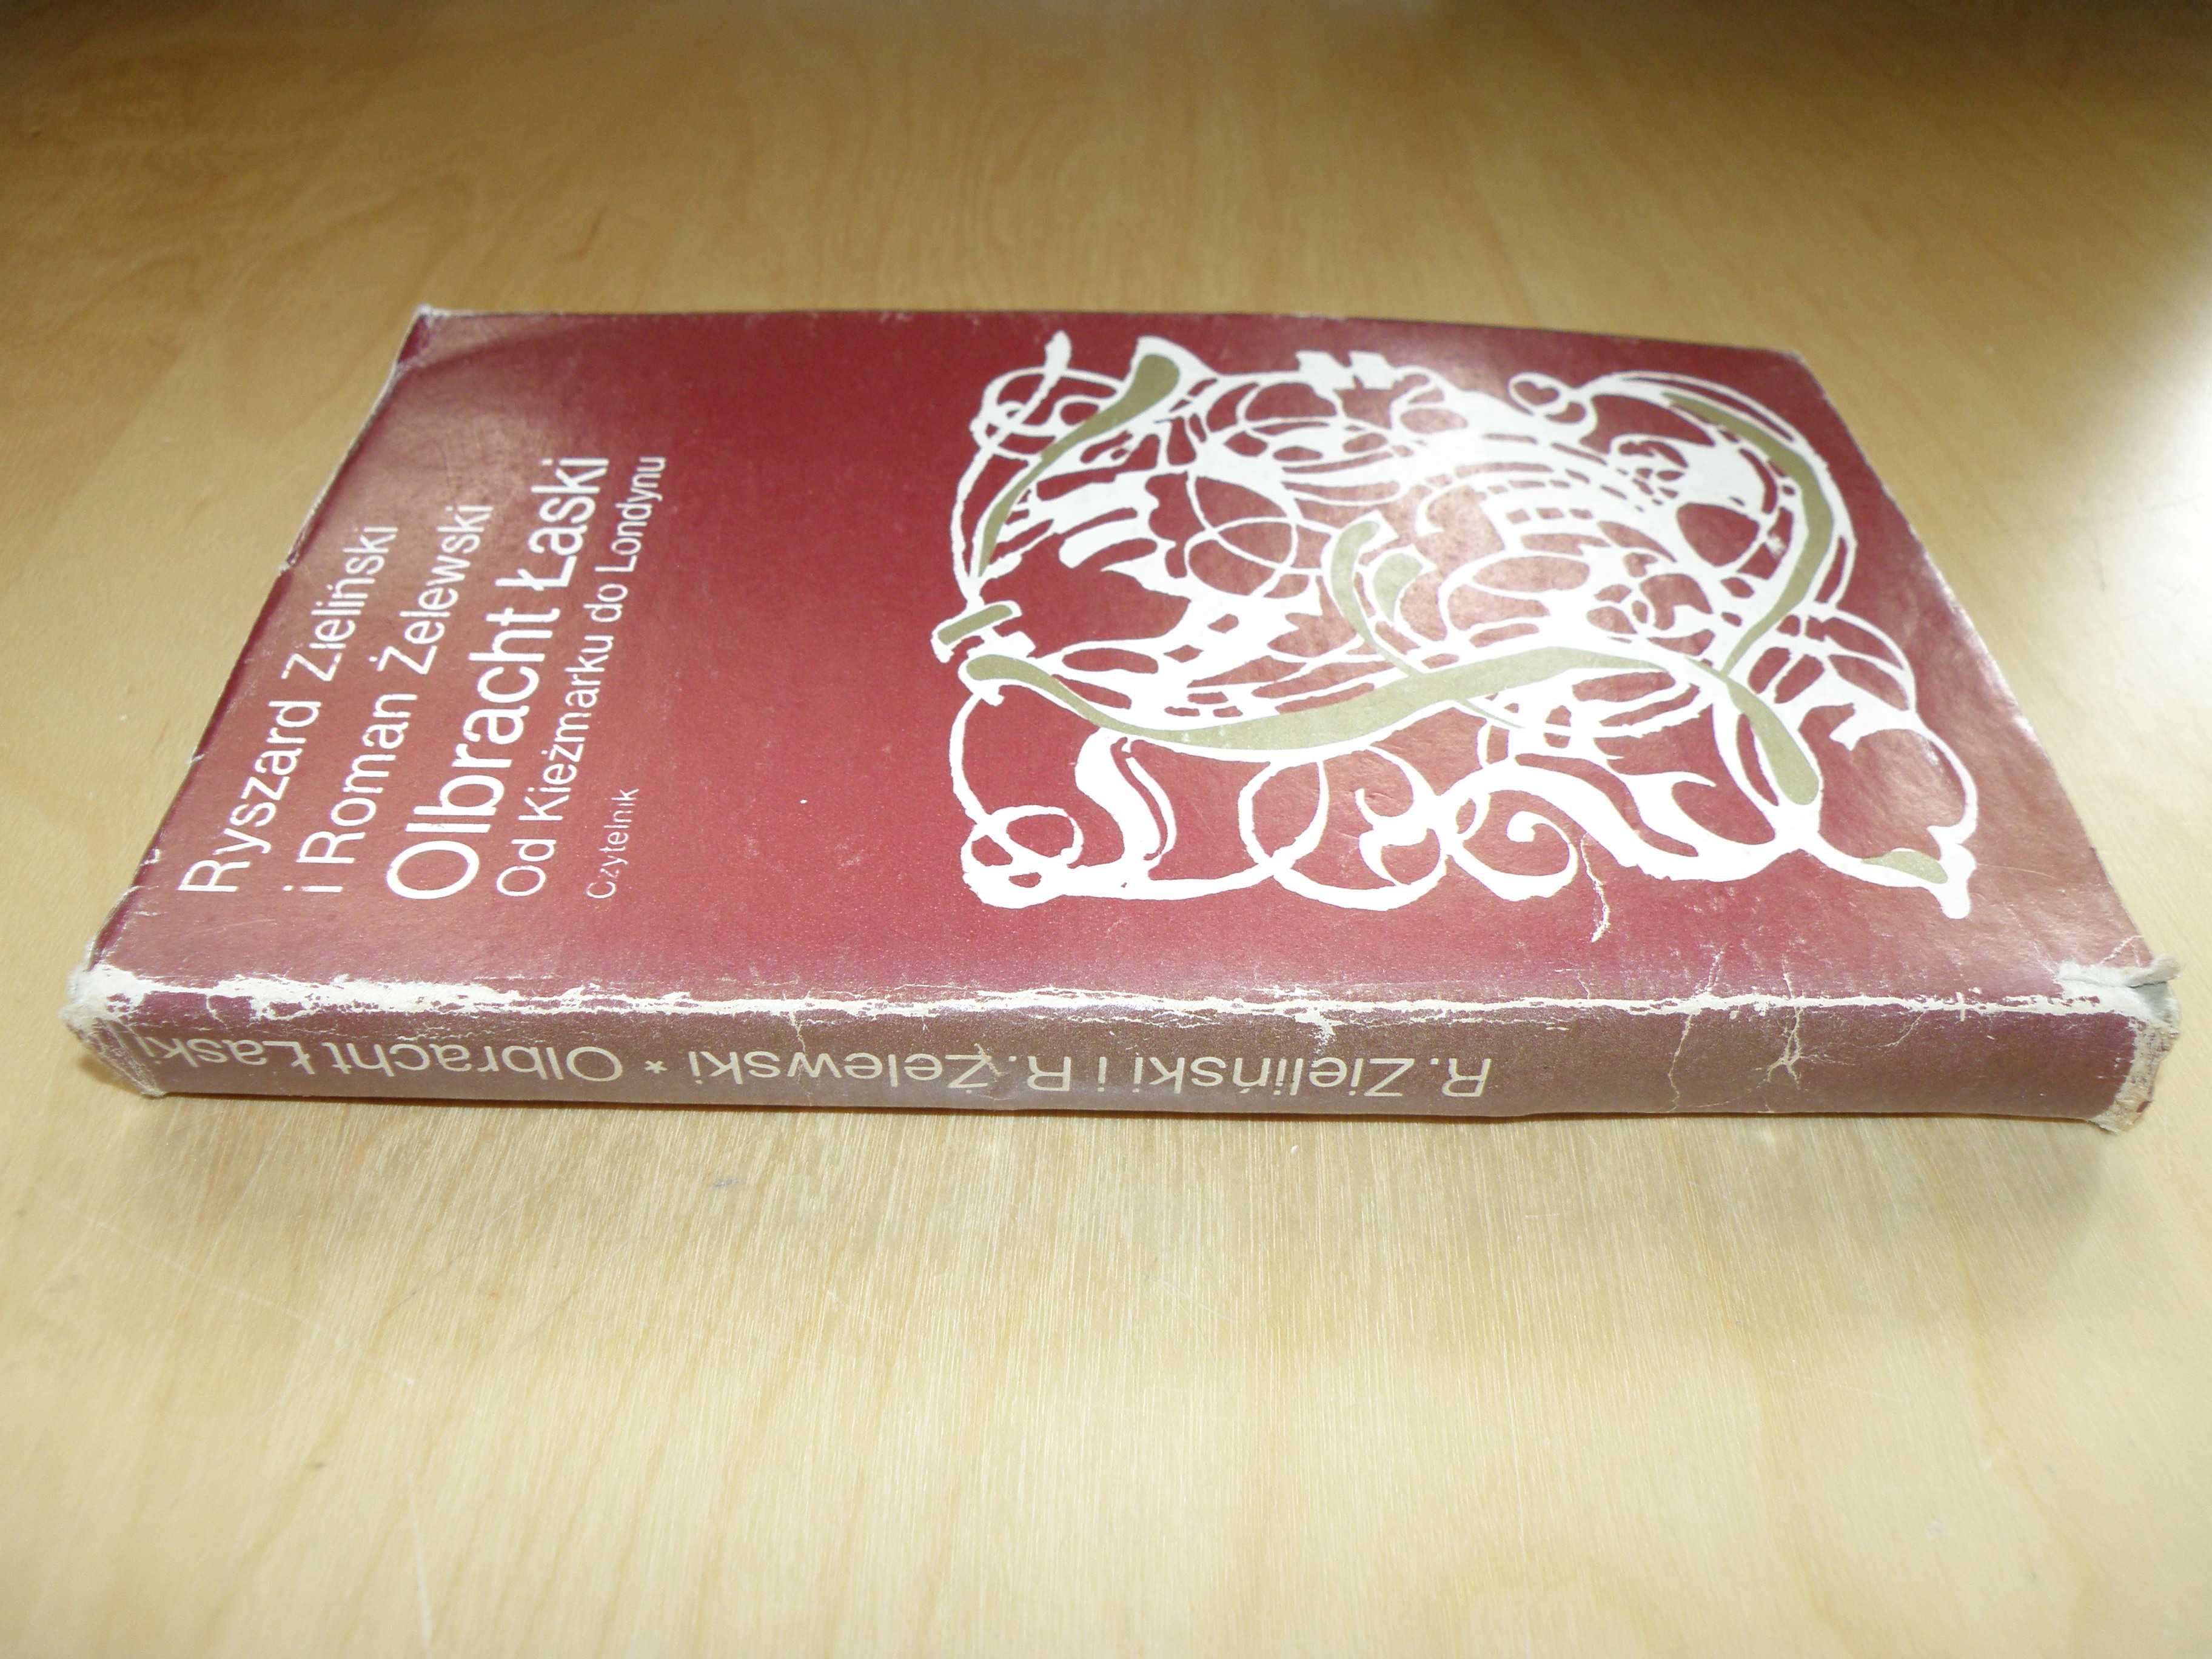 Ryszard Zieliński
i Roman Żelewski
Olbracht Łaski
Od Kieżmarku do Londynu
Czytelnik
R. Zieliński i R. Żelewski * Olbracht Łaski